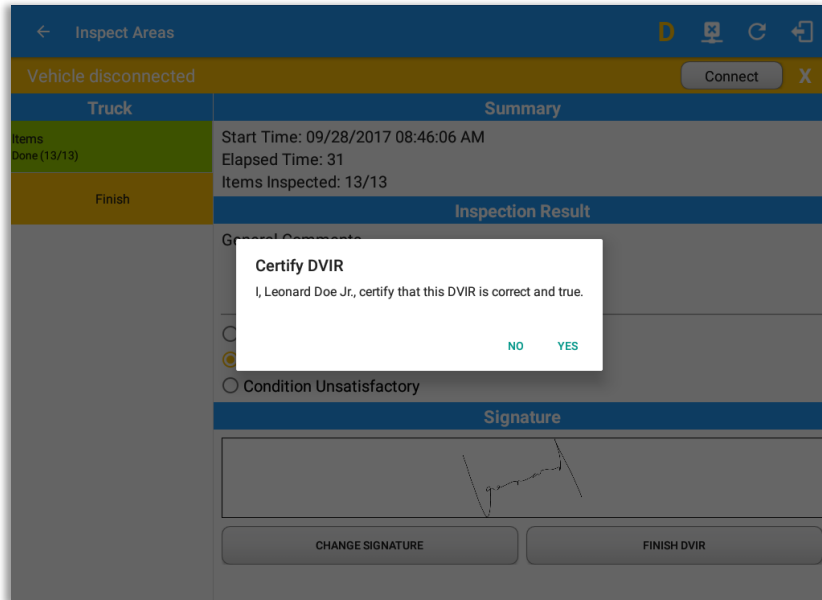 Inspect Areas
D
Vehicle disconnected
Connect
X
Truck
Summary
Items
Done (13/13)
Start Time: 09/28/2017 08:46:06 AM
Elapsed Time: 31
Items Inspected: 13/13
Finish
Inspection Result
General Comments
Certify DVIR
I, Leonard Doe Jr., certify that this DVIR is correct and true.
NO
YES
Condition Unsatisfactory
Signature
CHANGE SIGNATURE
FINISH DVIR